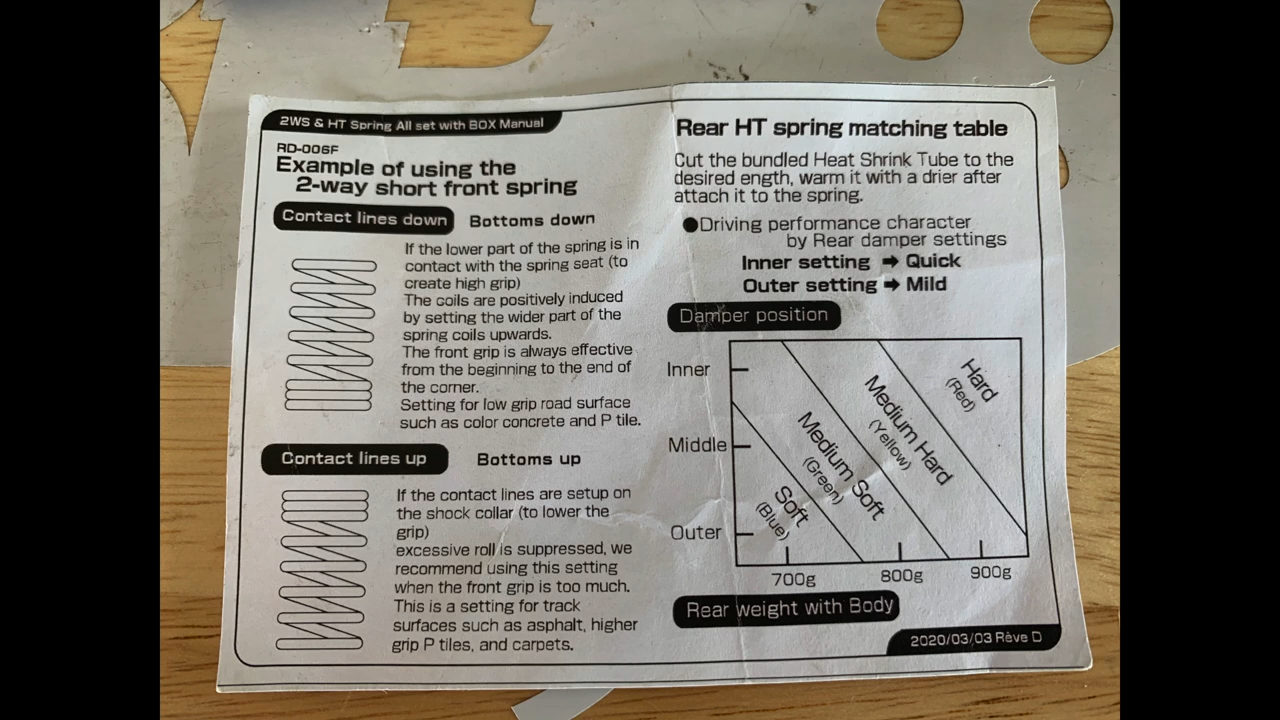 2WS & HT Spring All set with BOX Manual
RD-006F
Example of using the
2-way short front spring
Contact lines down
Bottoms down
If the lower part of the spring is in
contact with the spring seat (to
create high grip)
The coils are positively induced
by setting the wider part of the
spring coils upwards.
The front grip is always effective
from the beginning to the end of
the corner.
Setting for low grip road surface
such as color concrete and P tile.
Contact lines up
Bottoms up
If the contact lines are setup on
the shock collar (to lower the
grip)
excessive roll is suppressed, we
recommend using this setting
when the front grip is too much.
This is a setting for track
surfaces such as asphalt, higher
grip P tiles, and carpets.
Rear HT spring matching table
Cut the bundled Heat Shrink Tube to the
desired ength, warm it with a drier after
attach it to the spring.
●Driving performance character
by Rear damper settings
Inner setting ➡ Quick
Outer setting ➡ Mild
Damper position
Inner
Middle
Outer
Soft
(Blue)
Medium Soft
(Green)
Medium Hard
(Yellow)
Hard
(Red)
700g
800g
900g
Rear weight with Body
2020/03/03 Rêve D